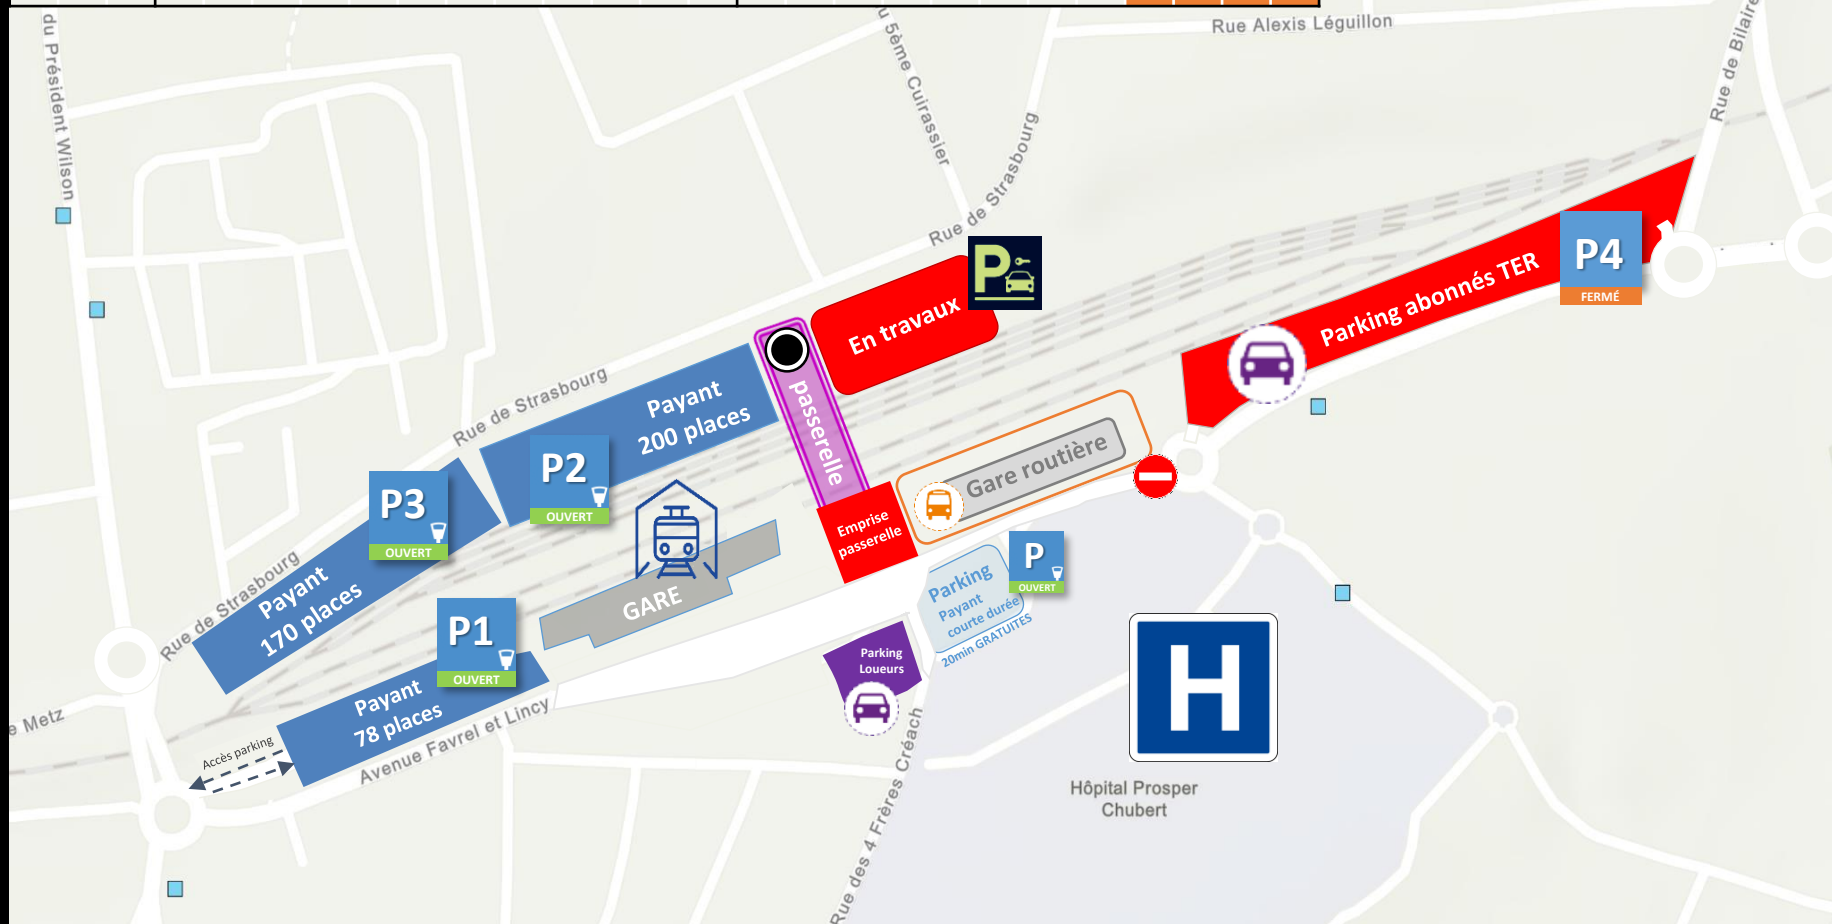 Rue Alexis Léguillon
Rue de Bilaire
du Président Wilson
u 5ème Cuirassier
Rue de Strasbourg
P
En travaux
P4
FERMÉ
Parking abonnés TER
passerelle
Rue de Strasbourg
Payant
200 places
P2
OUVERT
P3
OUVERT
Gare routière
Emprise
passerelle
Rue de Strasbourg
Payant
170 places
GARE
P
OUVERT
Parking
Payant
courte durée
20min GRATUITES
P1
OUVERT
Parking
Loueurs
Payant
78 places
H
e Metz
Accès parking
Avenue Favrel et Lincy
Rue des 4 Frères Créach
Hôpital Prosper
Chubert